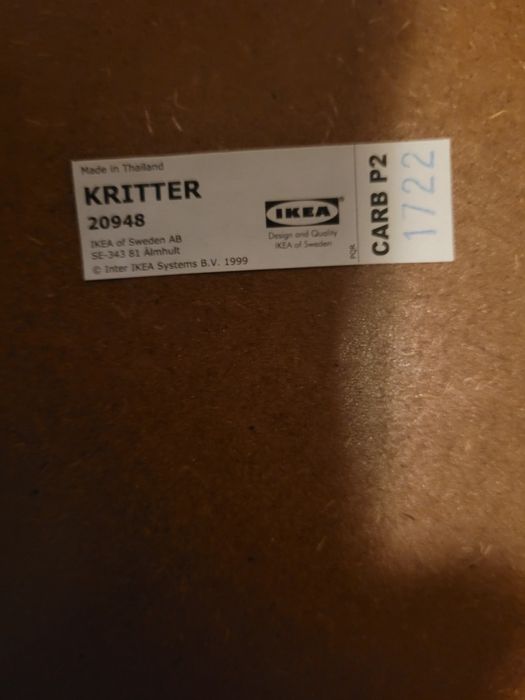 Made in Thailand
KRITTER
20948
IKEA of Sweden AB
SE-343 81 Älmhult
© Inter IKEA Systems B.V. 1999
IKEA®
Design and Quality
IKEA of Sweden
PQR
CARB P2
1722